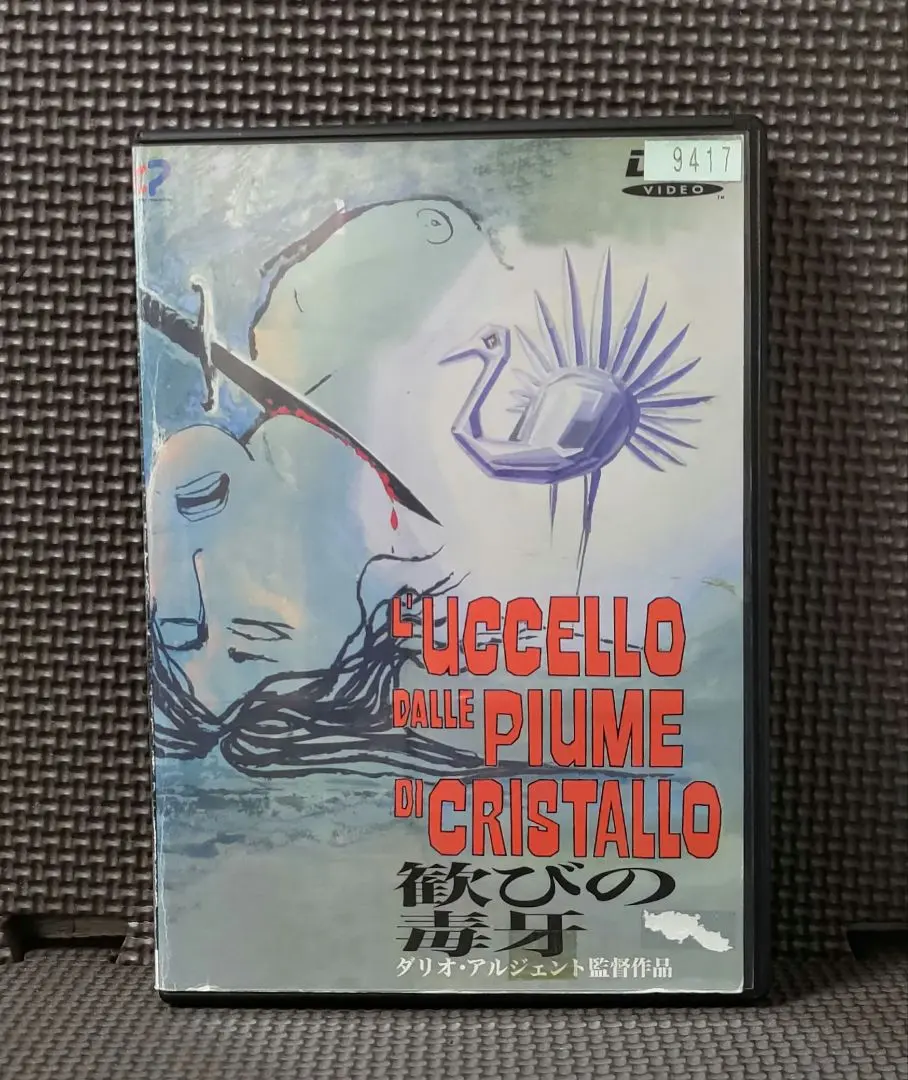 9417
VIDEO
TM
L'UCCELLO
DALLE PIUME
DI CRISTALLO
歓びの
毒牙
ダリオ・アルジェント監督作品